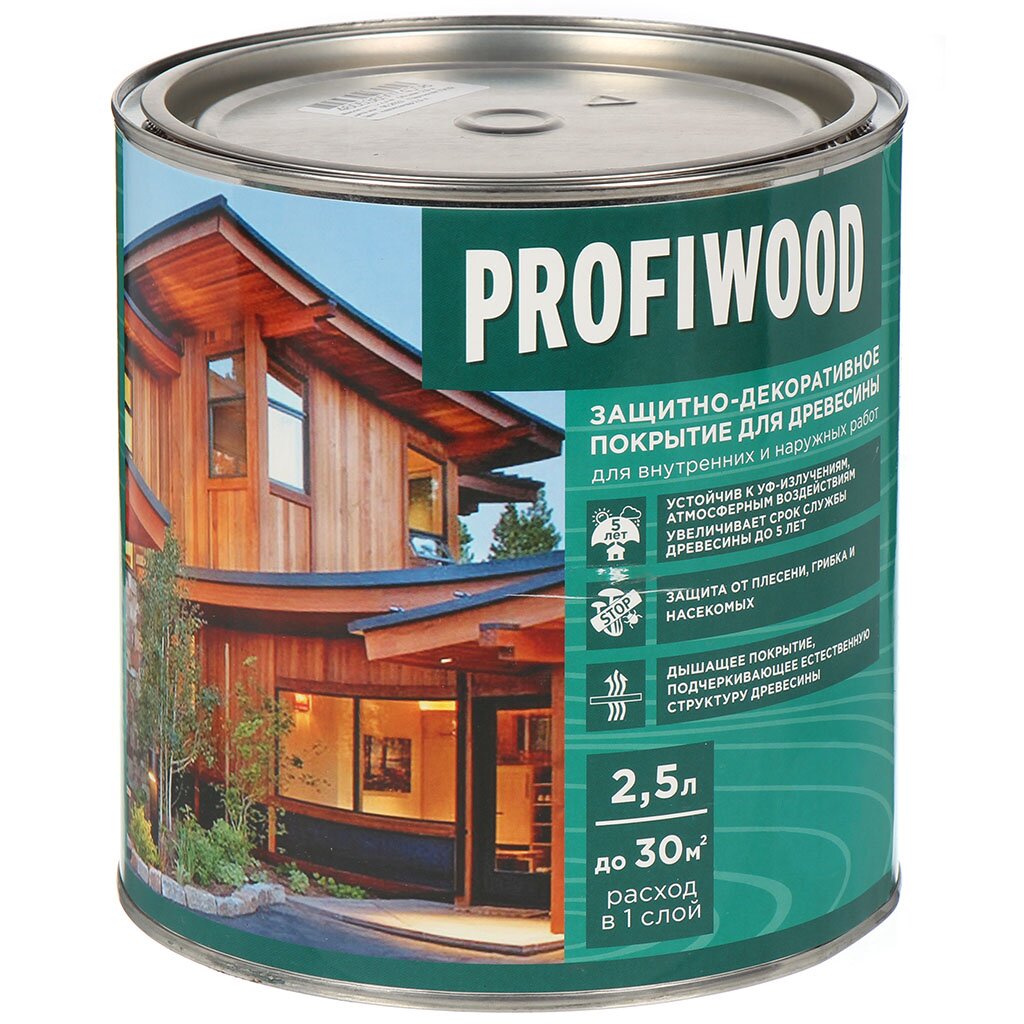 PROFIWOOD
ЗАЩИТНО-ДЕКОРАТИВНОЕ
ПОКРЫТИЕ ДЛЯ ДРЕВЕСИНЫ
для внутренних и наружных работ
5
лет
УСТОЙЧИВ К УФ-ИЗЛУЧЕНИЯМ,
АТМОСФЕРНЫМ ВОЗДЕЙСТВИЯМ
УВЕЛИЧИВАЕТ СРОК СЛУЖБЫ
ДРЕВЕСИНЫ ДО 5 ЛЕТ
STOP
ЗАЩИТА ОТ ПЛЕСЕНИ, ГРИБКА И
НАСЕКОМЫХ
ДЫШАЩЕЕ ПОКРЫТИЕ,
ПОДЧЕРКИВАЮЩЕЕ ЕСТЕСТВЕННУЮ
СТРУКТУРУ ДРЕВЕСИНЫ
2,5л
до 30м²
расход
в 1 слой